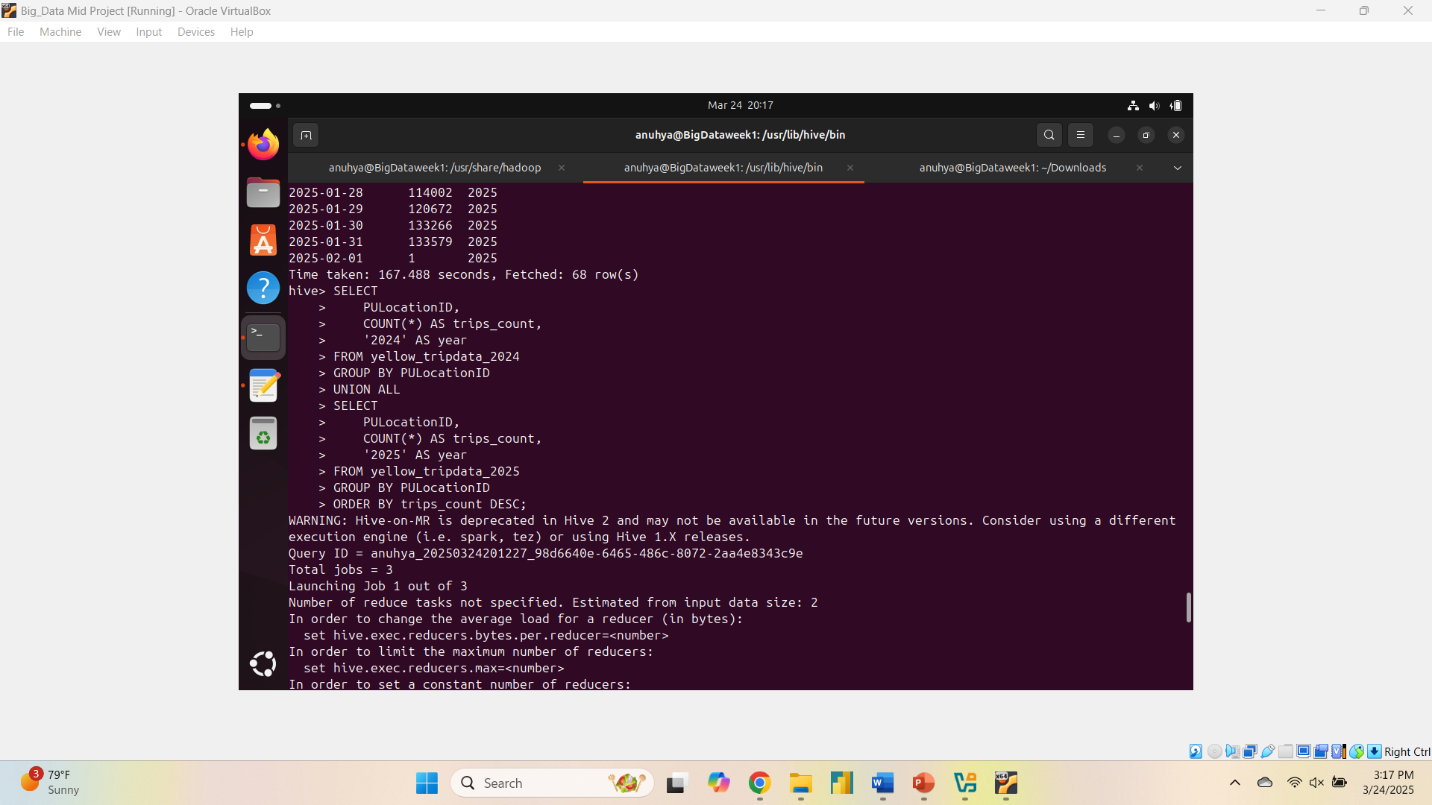 Big_Data Mid Project [Running] - Oracle VirtualBox
File Machine View Input Devices Help
Mar 24 20:17
anuhya@BigDataweek1: /usr/lib/hive/bin
anuhya@BigDataweek1: /usr/share/hadoop
anuhya@BigDataweek1: /usr/lib/hive/bin
anuhya@BigDataweek1: ~/Downloads
2025-01-28 114002 2025
2025-01-29 120672 2025
2025-01-30 133266 2025
2025-01-31 133579 2025
2025-02-01 1 2025
Time taken: 167.488 seconds, Fetched: 68 row(s)
hive> SELECT
> PULocationID,
> COUNT(*) AS trips_count,
> '2024' AS year
> FROM yellow_tripdata_2024
> GROUP BY PULocationID
> UNION ALL
> SELECT
> PULocationID,
> COUNT(*) AS trips_count,
> '2025' AS year
> FROM yellow_tripdata_2025
> GROUP BY PULocationID
> ORDER BY trips_count DESC;
WARNING: Hive-on-MR is deprecated in Hive 2 and may not be available in the future versions. Consider using a different
execution engine (i.e. spark, tez) or using Hive 1.X releases.
Query ID = anuhya_20250324201227_98d6640e-6465-486c-8072-2aa4e8343c9e
Total jobs = 3
Launching Job 1 out of 3
Number of reduce tasks not specified. Estimated from input data size: 2
In order to change the average load for a reducer (in bytes):
set hive.exec.reducers.bytes.per.reducer=<number>
In order to limit the maximum number of reducers:
set hive.exec.reducers.max=<number>
In order to set a constant number of reducers:
Right Ctrl
3
79°F
Sunny
Search
3:17 PM
3/24/2025